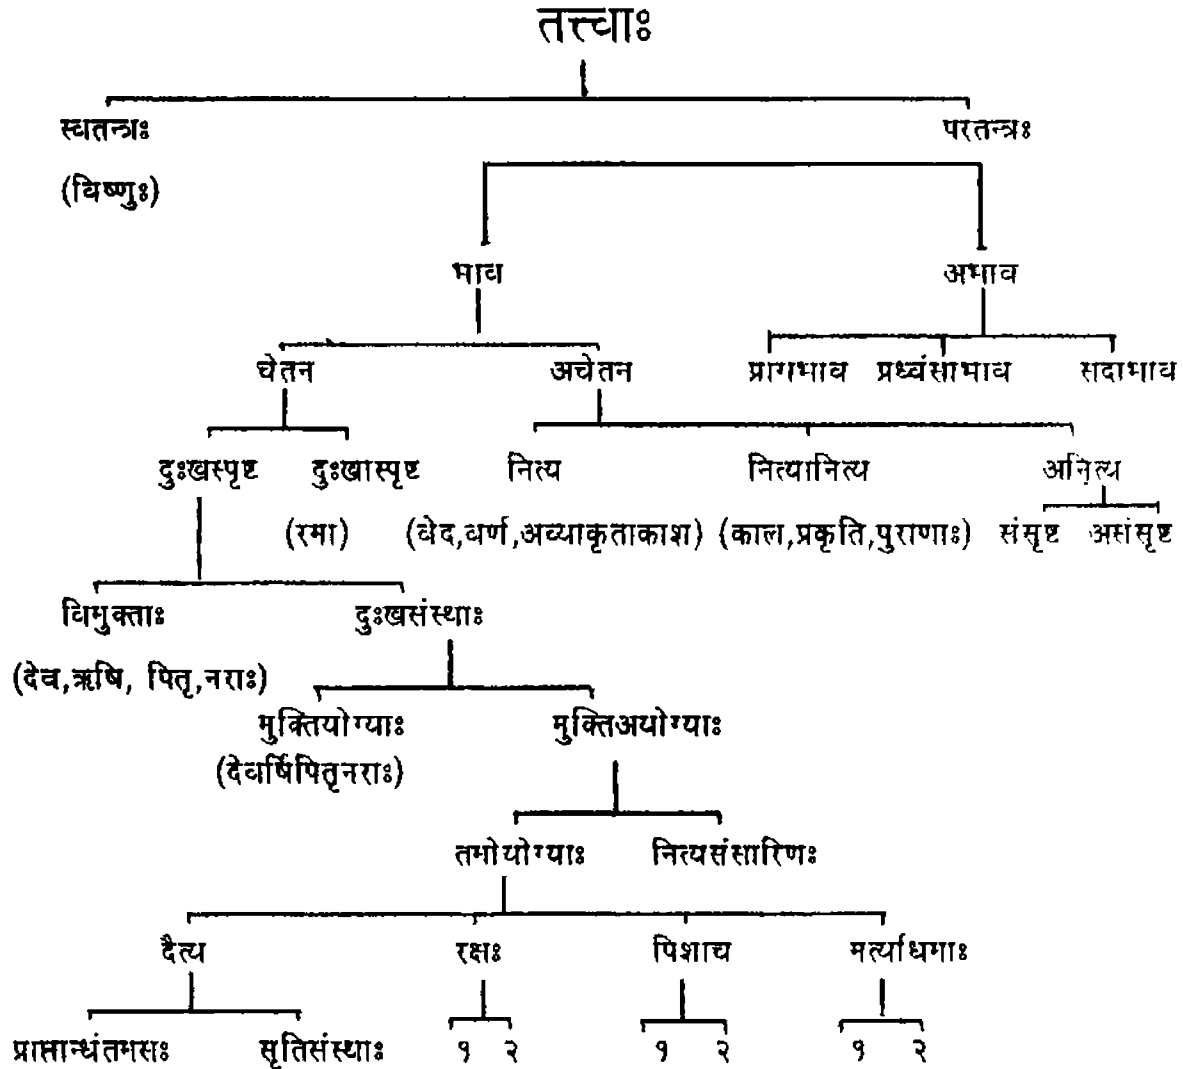 तत्त्वाः
स्वतन्त्रः परतन्त्रः
(विष्णुः)
भाव अभाव
चेतन अचेतन प्रागभाव प्रध्वंसाभाव सदाभाव
दुःखस्पृष्ट दुःखास्पृष्ट नित्य नित्यानित्य अनित्य
(रमा) (वेद,वर्ण,अव्याकृताकाश) (काल,प्रकृति,पुराणाः) संसृष्ट असंसृष्ट
विमुक्ताः दुःखसंस्थाः
(देव,ऋषि, पितृ,नराः)
मुक्तियोग्याः मुक्तिअयोग्याः
(देवर्षिपितृनराः)
तमोयोग्याः नित्यसंसारिणः
दैत्य रक्षः पिशाच मर्त्याधमाः
प्राप्तान्धंतमसः सृतिसंस्थाः १ २ १ २ १ २